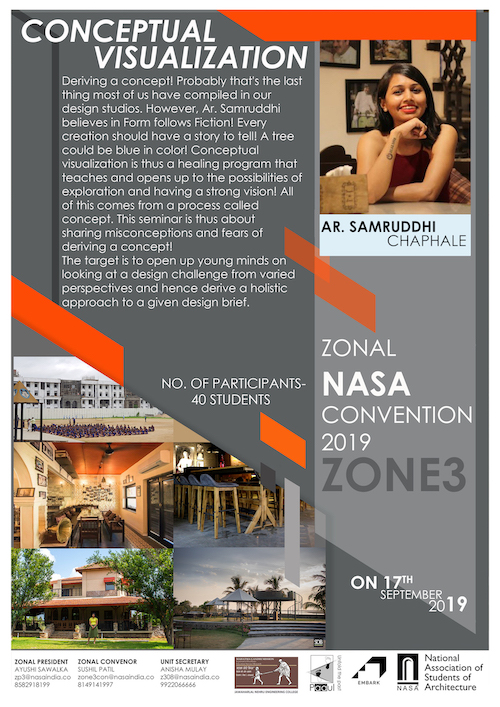 CONCEPTUAL
VISUALIZATION
Deriving a concept! Probably that's the last
thing most of us have compiled in our
design studios. However, Ar. Samruddhi
believes in Form follows Fiction! Every
creation should have a story to tell! A tree
could be blue in color! Conceptual
visualization is thus a healing program that
teaches and opens up to the possibilities of
exploration and having a strong vision! All
of this comes from a process called
concept. This seminar is thus about
sharing misconceptions and fears of
deriving a concept!
The target is to open up young minds on
looking at a design challenge from varied
perspectives and hence derive a holistic
approach to a given design brief.
AR. SAMRUDDHI
CHAPHALE
NO. OF PARTICIPANTS-
40 STUDENTS
ZONAL
NASA
CONVENTION
2019
ZONE3
ON 17TH
SEPTEMBER
2019
ZONAL PRESIDENT
AYUSHI SAWALKA
zp3@nasaindia.co
8582918199
ZONAL CONVENOR
SUSHIL PATIL
zone3con@nasaindia.co
8149141997
UNIT SECRETARY
ANISHA MULAY
z308@nasaindia.co
9922066666
unfold the past
EMBARK
NASA
National
Association of
Students of
Architecture